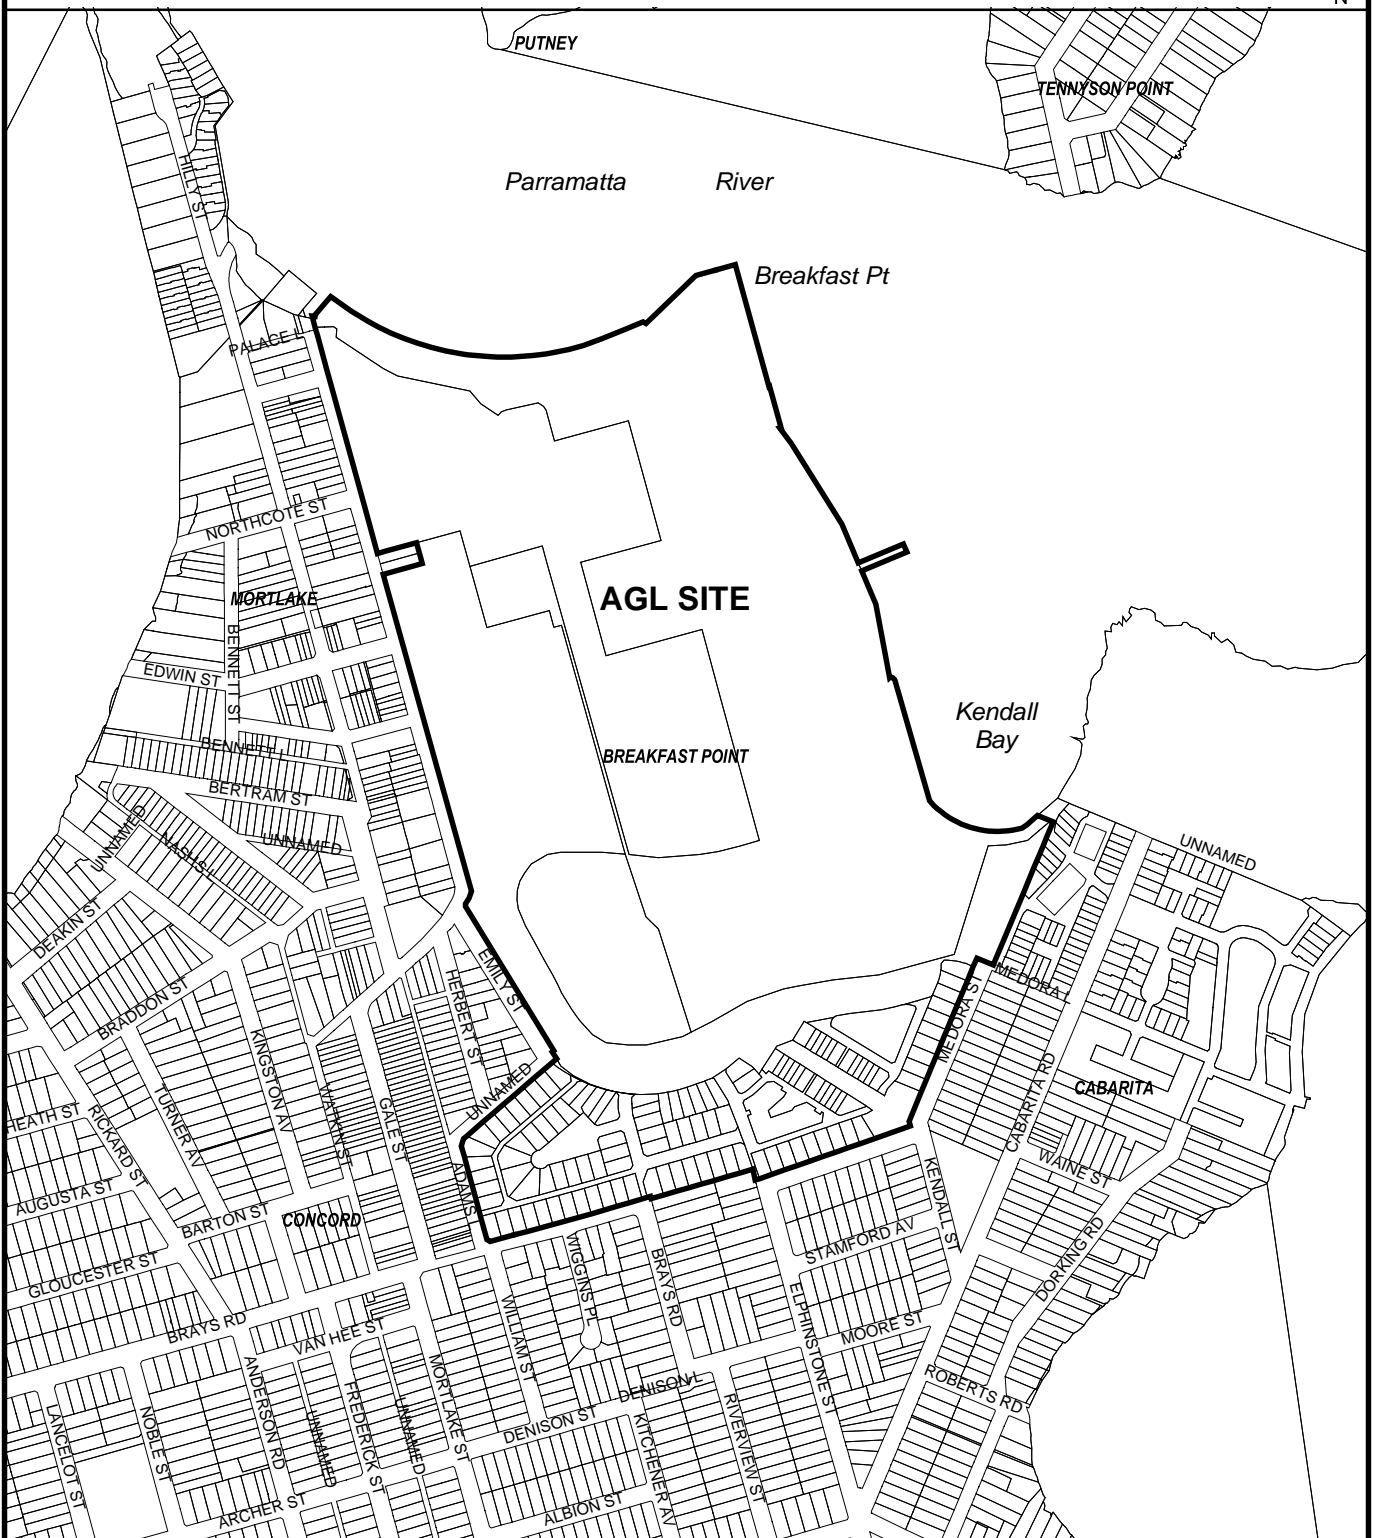 N
PUTNEY
TENNYSON POINT
Parramatta River
HILLY S
Breakfast Pt
PALACE L
NORTHCOTE ST
AGL SITE
MORTLAKE
BENNETT ST
EDWIN ST
Kendall
Bay
BENNETT L
BREAKFAST POINT
BERTRAM ST
UNNAMED
UNNAMED
NASH S
UNNAMED
DEAKIN ST
EMILY ST
HERBERT ST
MEDORA L
MEDORA S
BRADDON ST
KINGSTON AV
UNNAMED
CABARITA RD
CABARITA
TURNER AV
WATKIN ST
GALE ST
HEATH ST
RICKARD ST
WAINE ST
ADAMS
KENDALL ST
AUGUSTA ST
BARTON ST
CONCORD
STAMFORD AV
DORKING RD
WIGGINS PL
BRAYS RD
GLOUCESTER ST
ELPHINSTONE S
WILLIAM ST
BRAYS RD
VAN HEE ST
MOORE ST
ANDERSON RD
FREDERICK ST
MORTLAKE ST
DENISON L
ROBERTS RD
LANCELOT ST
NOBLE ST
UNNAMED
UNNAMED
DENISON ST
KITCHENER AV
RIVERVIEW ST
ARCHER ST
ALBION ST